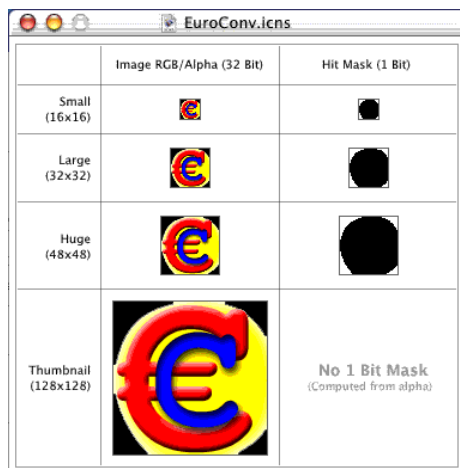 EuroConv.icns
Image RGB/Alpha (32 Bit)
Hit Mask (1 Bit)
Small
(16x16)
Large
(32x32)
Huge
(48x48)
Thumbnail
(128x128)
No 1 Bit Mask
(Computed from alpha)